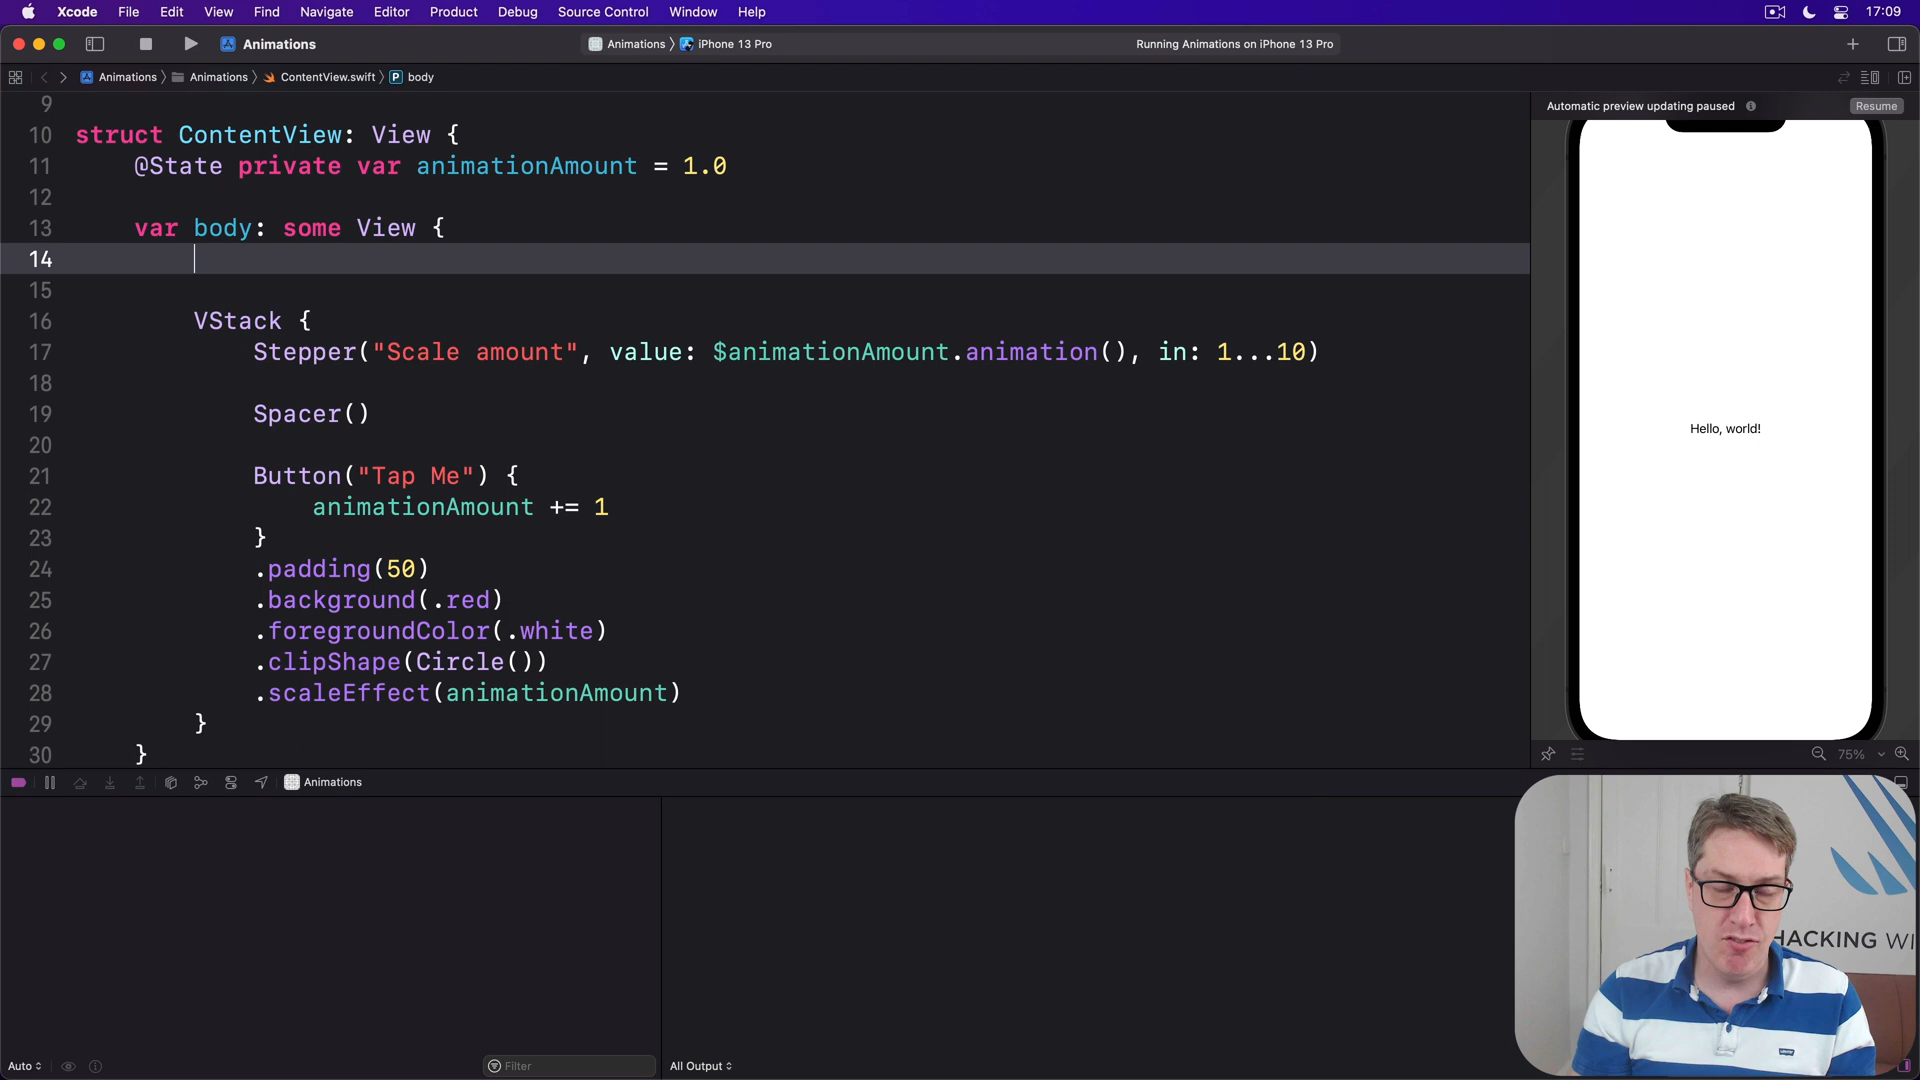 Xcode File Edit View Find Navigate Editor Product Debug Source Control Window Help 17:09
Animations Animations iPhone 13 Pro Running Animations on iPhone 13 Pro
Animations Animations ContentView.swift body
9
10 struct ContentView: View {
11 @State private var animationAmount = 1.0
12
13 var body: some View {
14
15
16 VStack {
17 Stepper("Scale amount", value: $animationAmount.animation(), in: 1...10)
18
19 Spacer()
20
21 Button("Tap Me") {
22 animationAmount += 1
23 }
24 .padding(50)
25 .background(.red)
26 .foregroundColor(.white)
27 .clipShape(Circle())
28 .scaleEffect(animationAmount)
29 }
30 }
Automatic preview updating paused Resume
Hello, world!
75%
Animations
HACKING WI
Auto Filter All Output